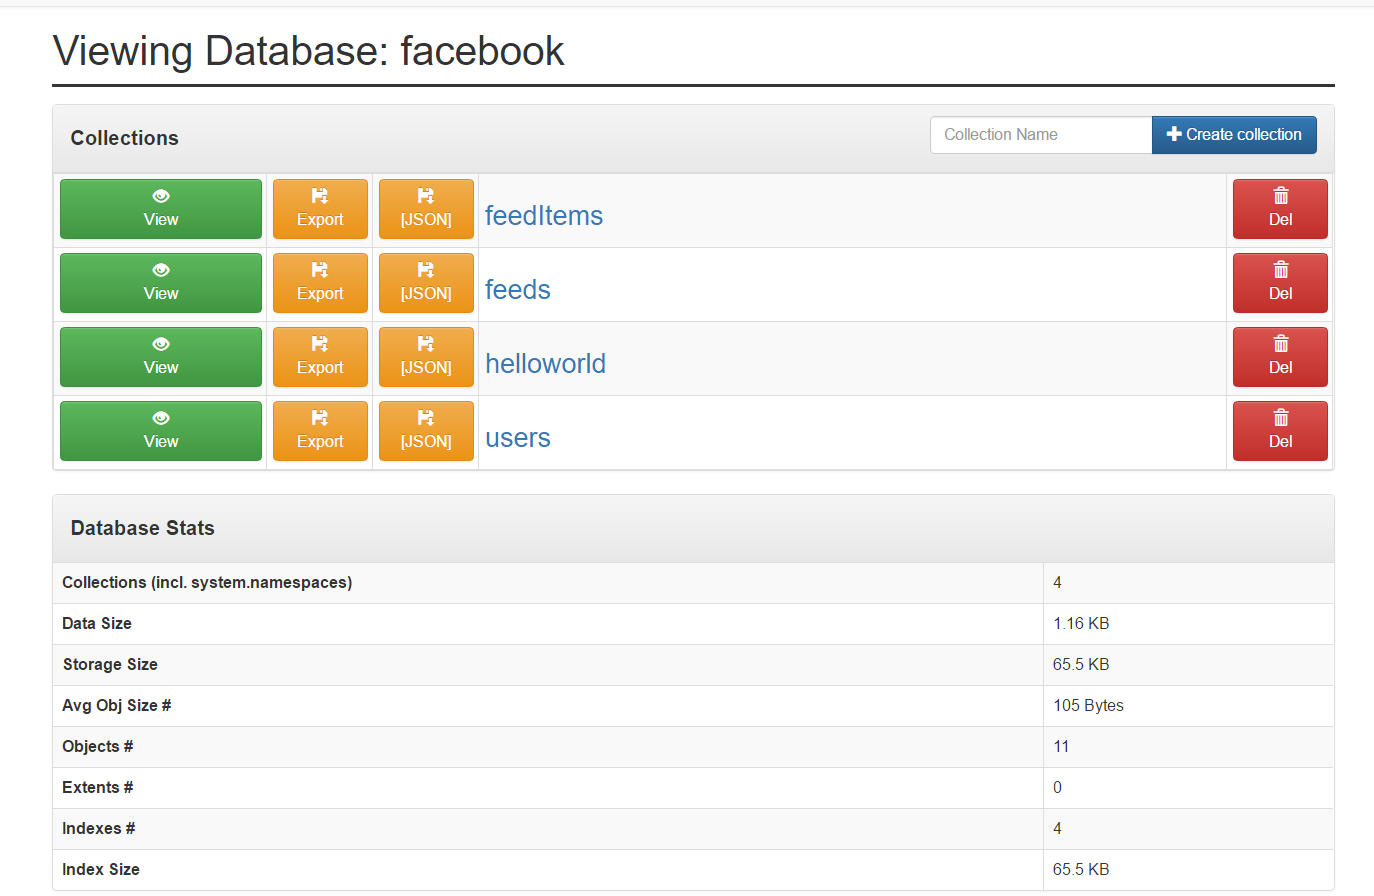 Viewing Database: facebook
Collections
Collection Name
Create collection
View
Export
[JSON]
feedItems
Del
View
Export
[JSON]
feeds
Del
View
Export
[JSON]
helloworld
Del
View
Export
[JSON]
users
Del
Database Stats
Collections (incl. system.namespaces) 4
Data Size 1.16 KB
Storage Size 65.5 KB
Avg Obj Size # 105 Bytes
Objects # 11
Extents # 0
Indexes # 4
Index Size 65.5 KB